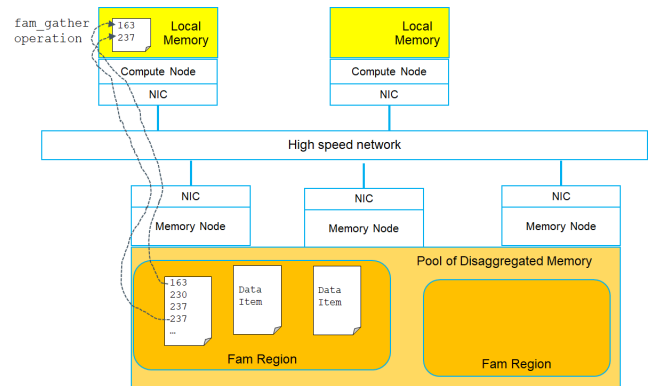 fam_gather
operation
163
237
Local
Memory
Compute Node
NIC
Local
Memory
Compute Node
NIC
High speed network
NIC
Memory Node
NIC
Memory Node
NIC
Memory Node
Pool of Disaggregated Memory
163
230
237
237
…
Data
Item
Data
Item
Fam Region
Fam Region